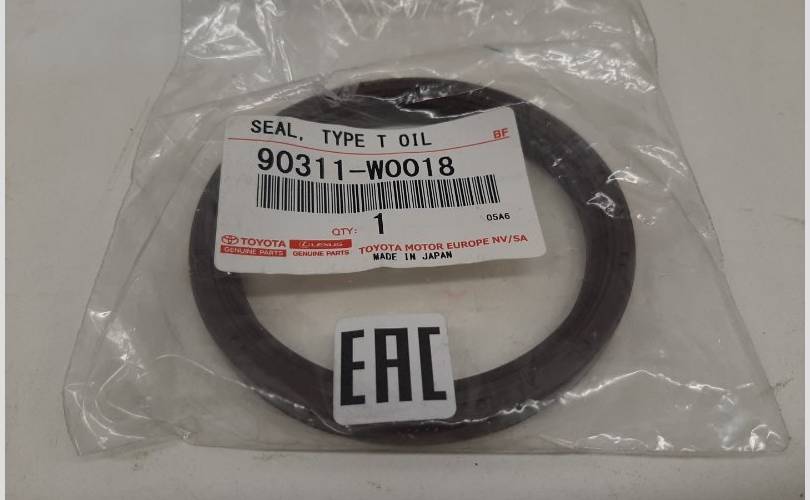 SEAL, TYPE T OIL
BF
90311-W0018
QTY: 1
05A6
TOYOTA
GENUINE PARTS
LEXUS
GENUINE PARTS
TOYOTA MOTOR EUROPE NV/SA
MADE IN JAPAN
EAC